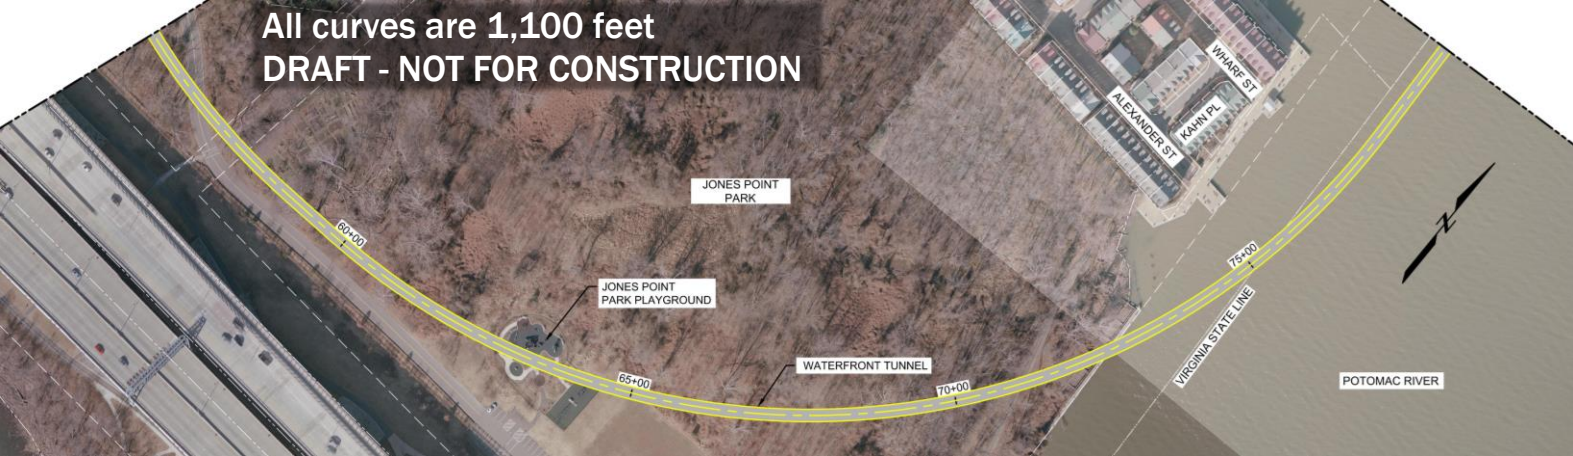 All curves are 1,100 feet
DRAFT - NOT FOR CONSTRUCTION
WHARF ST
KAHN PL
ALEXANDER ST
JONES POINT
PARK
60+00
75+00
JONES POINT
PARK PLAYGROUND
VIRGINIA STATE LINE
WATERFRONT TUNNEL
65+00
70+00
POTOMAC RIVER
N